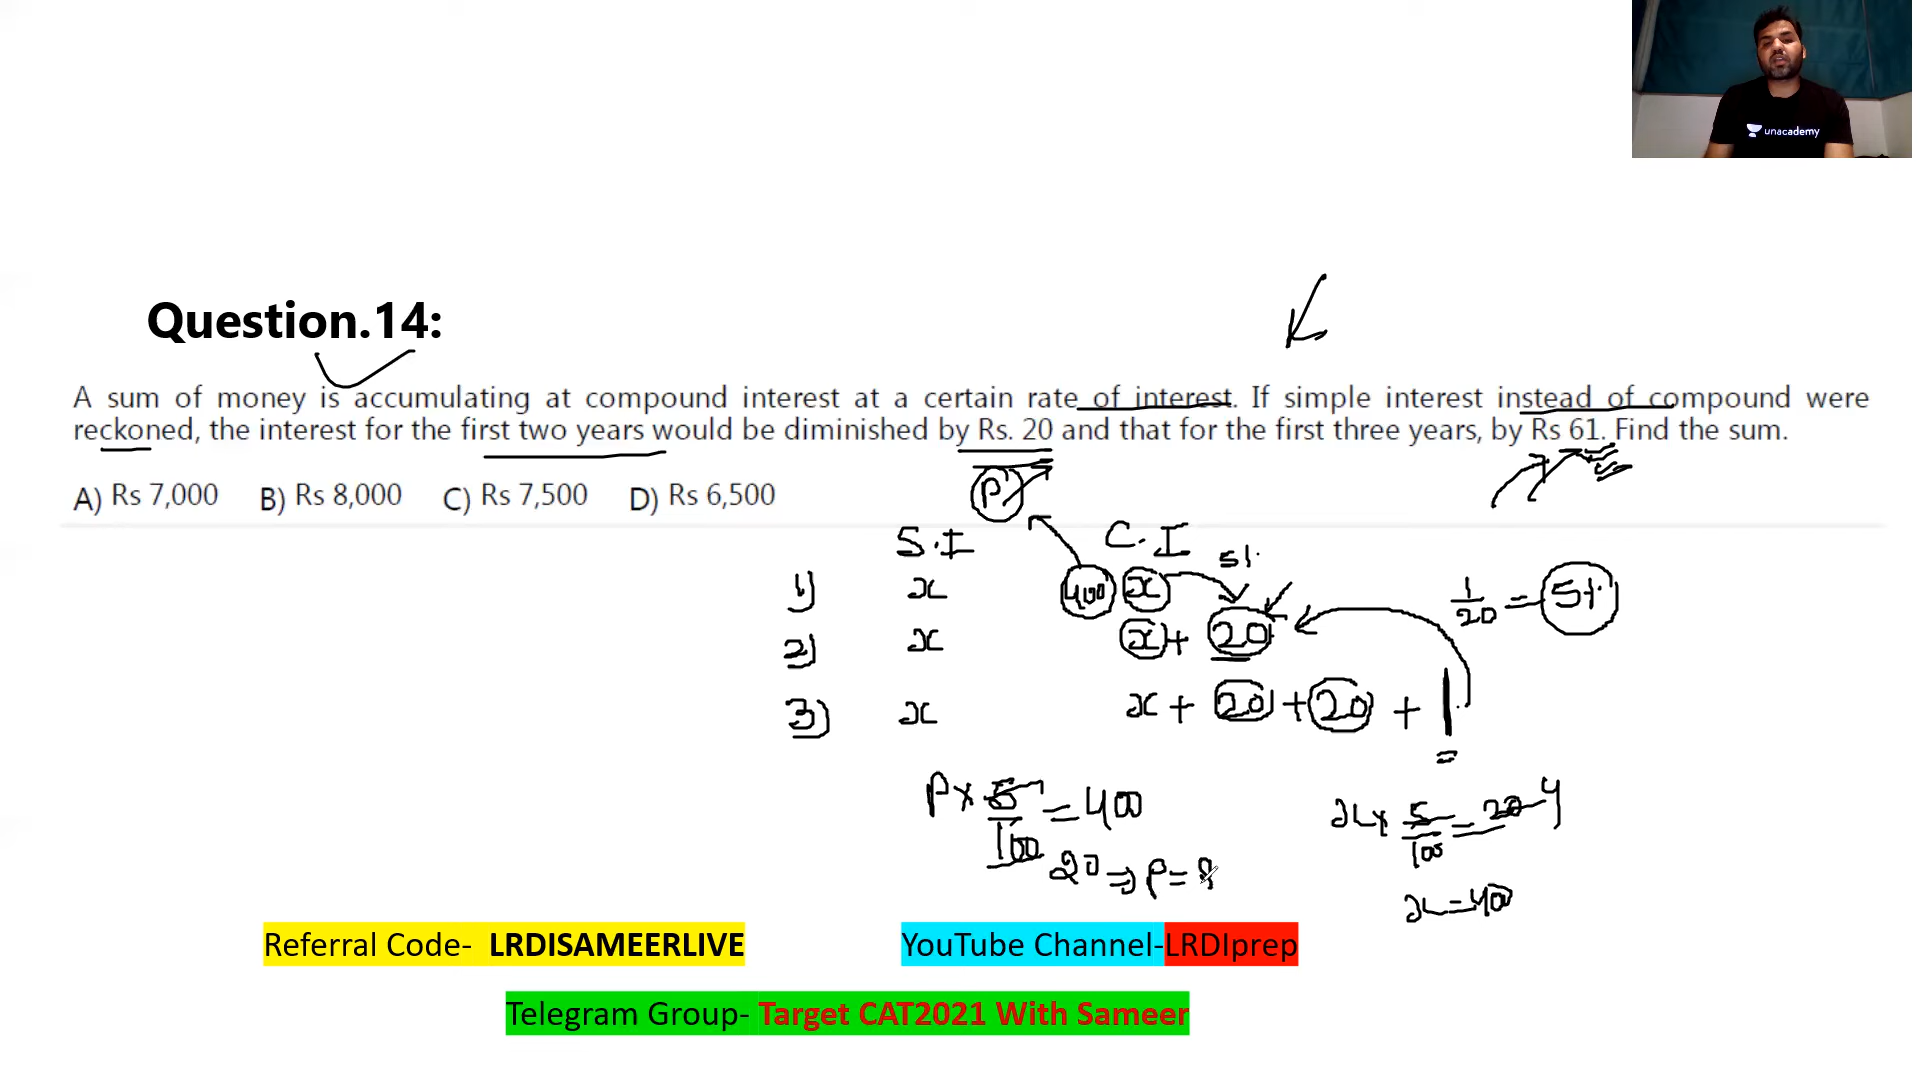 unacademy
Question.14:
A sum of money is accumulating at compound interest at a certain rate of interest. If simple interest instead of compound were
reckoned, the interest for the first two years would be diminished by Rs. 20 and that for the first three years, by Rs 61. Find the sum.
A) Rs 7,000 B) Rs 8,000 C) Rs 7,500 D) Rs 6,500
P
S.I C.I
5%
1) x 400 x 1/20 = 5%
2) x x + 20
3) x x + 20 + 20 + 1
P × 5/100 = 400 x × 5/100 = 20 4
20 ⇒ P = 8
x = 400
Referral Code- LRDISAMEERLIVE YouTube Channel-LRDIprep
Telegram Group- Target CAT2021 With Sameer